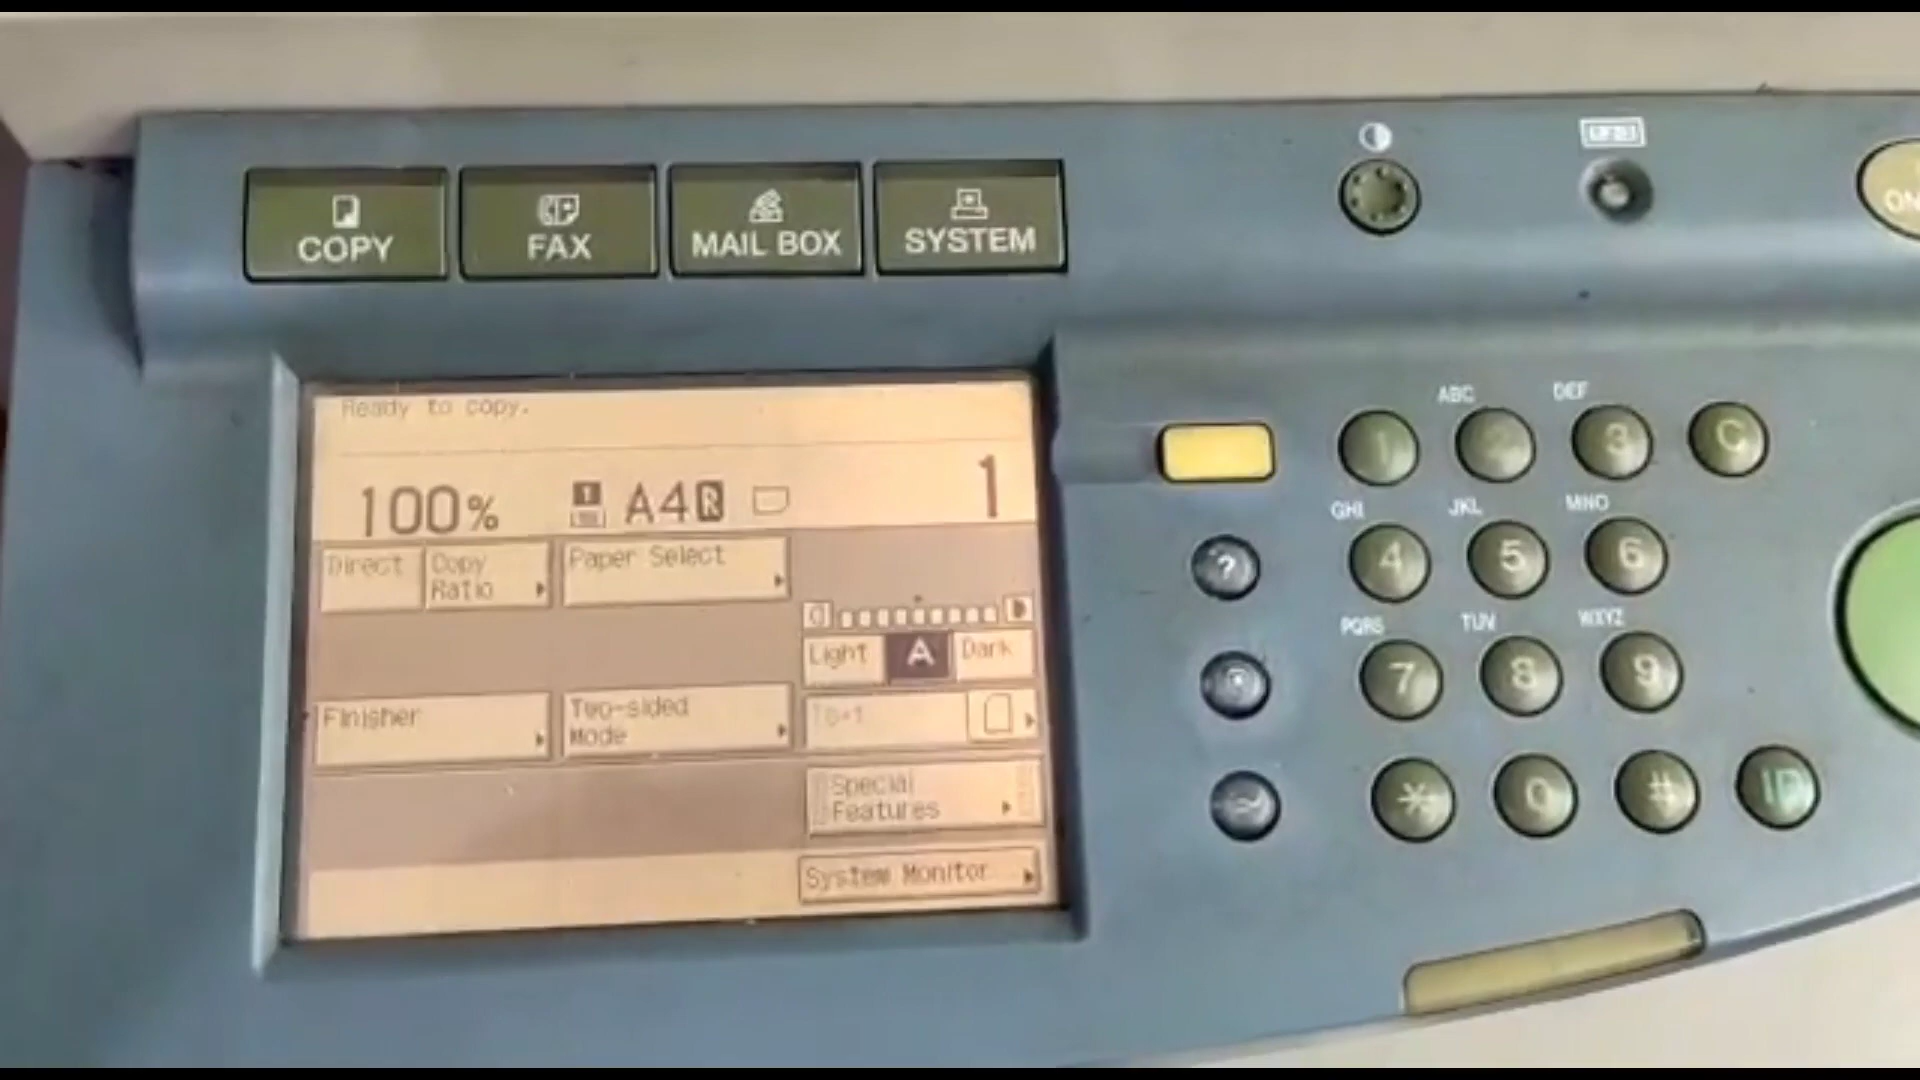 COPY FAX MAIL BOX SYSTEM
ON
Ready to copy.
100% 1 A4R 1
Direct Copy Ratio Paper Select
Light A Dark
Finisher Two-sided Mode
Special Features
System Monitor
ABC DEF
1 2 3 C
GHI JKL MNO
? 4 5 6
PQRS TUV WXYZ
7 8 9
* 0 # ID